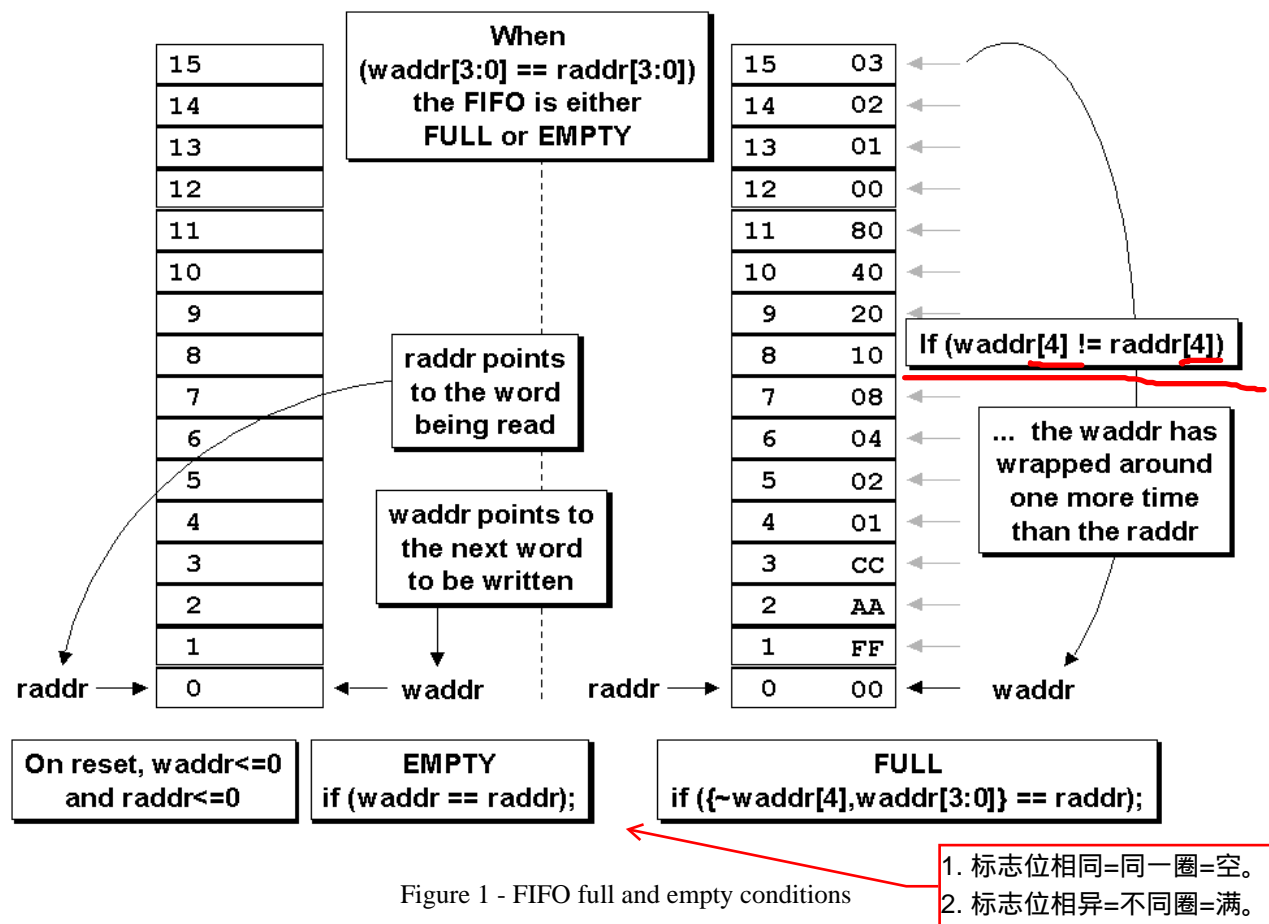 When
(waddr[3:0] == raddr[3:0])
the FIFO is either
FULL or EMPTY
15
14
13
12
11
10
9
8
7
6
5
4
3
2
1
0
raddr points
to the word
being read
waddr points to
the next word
to be written
raddr
waddr
15 03
14 02
13 01
12 00
11 80
10 40
9 20
8 10
7 08
6 04
5 02
4 01
3 CC
2 AA
1 FF
0 00
raddr
waddr
If (waddr[4] != raddr[4])
... the waddr has
wrapped around
one more time
than the raddr
On reset, waddr<=0
and raddr<=0
EMPTY
if (waddr == raddr);
FULL
if ({~waddr[4],waddr[3:0]} == raddr);
Figure 1 - FIFO full and empty conditions
1. 标志位相同=同一圈=空。
2. 标志位相异=不同圈=满。